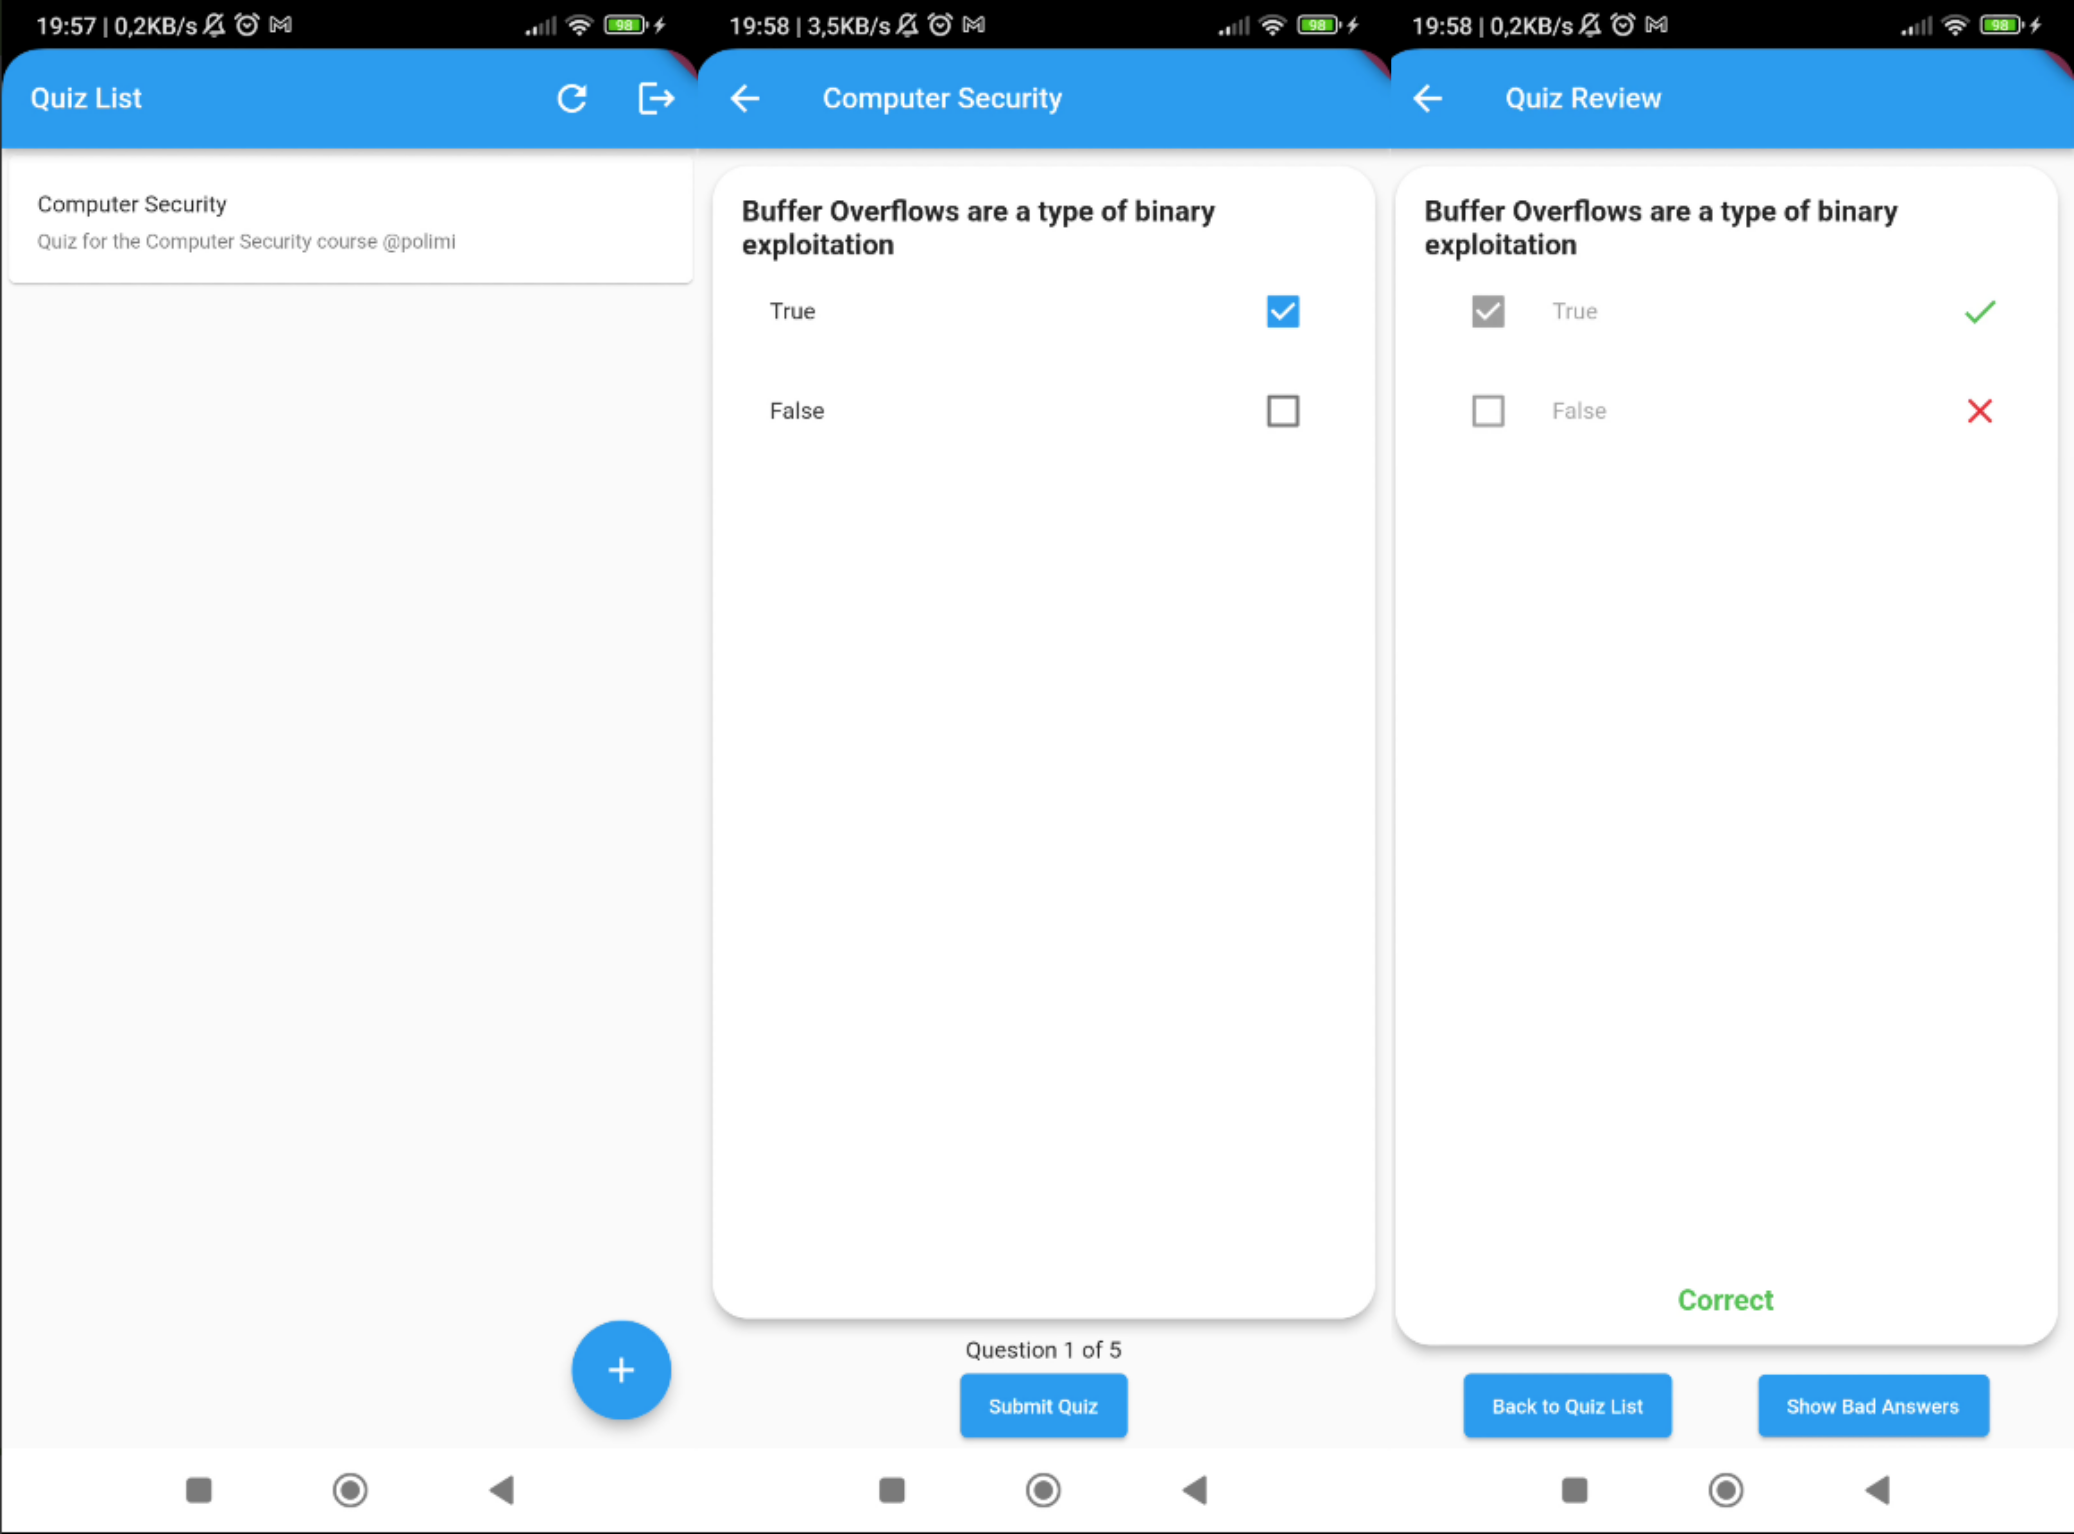 19:57 | 0,2KB/s
98
Quiz List
Computer Security
Quiz for the Computer Security course @polimi
19:58 | 3,5KB/s
98
Computer Security
Buffer Overflows are a type of binary
exploitation
True
False
Question 1 of 5
Submit Quiz
19:58 | 0,2KB/s
98
Quiz Review
Buffer Overflows are a type of binary
exploitation
True
False
Correct
Back to Quiz List
Show Bad Answers